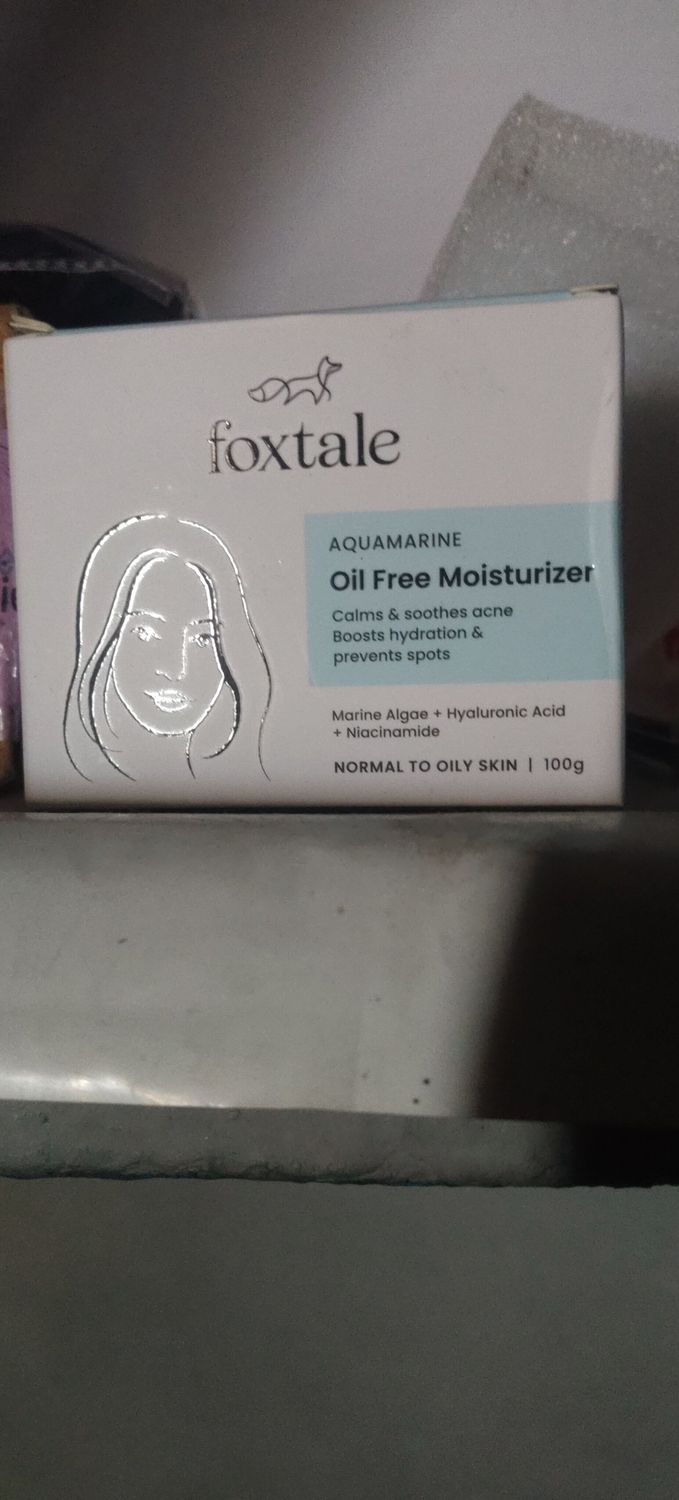 foxtale
AQUAMARINE
Oil Free Moisturizer
Calms & soothes acne
Boosts hydration &
prevents spots
Marine Algae + Hyaluronic Acid
+ Niacinamide
NORMAL TO OILY SKIN | 100g